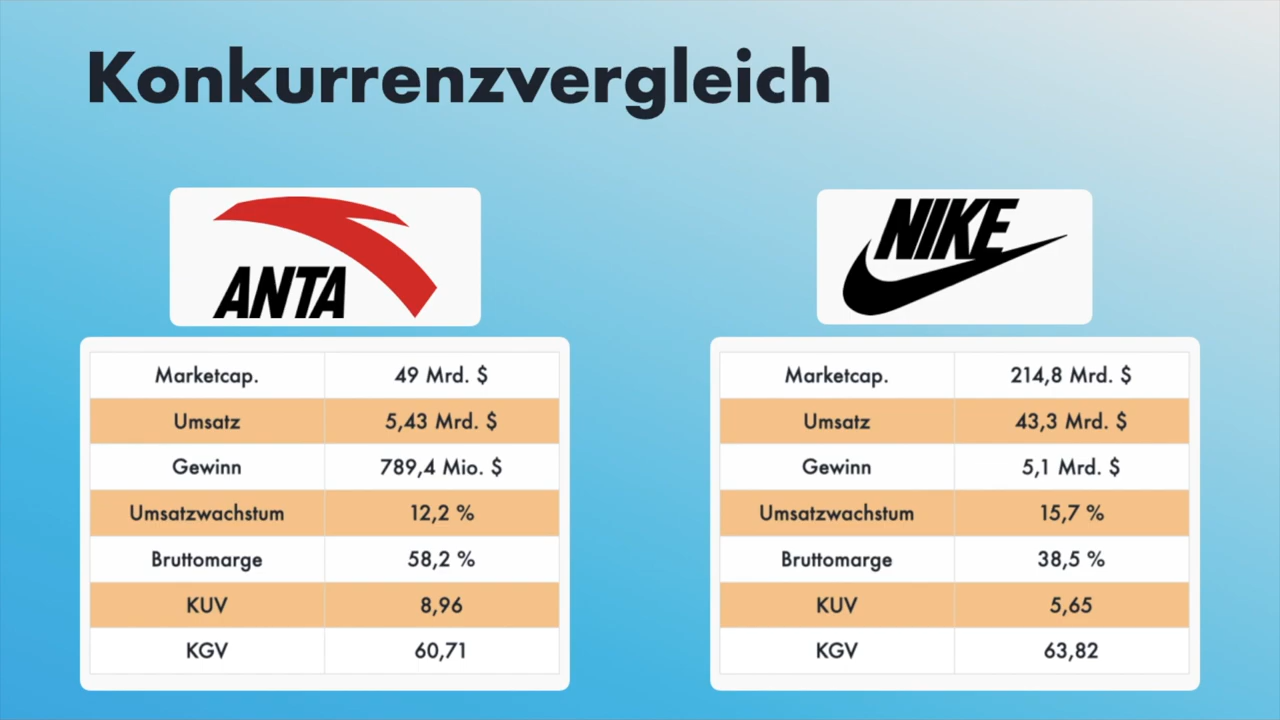 Konkurrenzvergleich
ANTA
Marketcap. 49 Mrd. $
Umsatz 5,43 Mrd. $
Gewinn 789,4 Mio. $
Umsatzwachstum 12,2 %
Bruttomarge 58,2 %
KUV 8,96
KGV 60,71
NIKE
Marketcap. 214,8 Mrd. $
Umsatz 43,3 Mrd. $
Gewinn 5,1 Mrd. $
Umsatzwachstum 15,7 %
Bruttomarge 38,5 %
KUV 5,65
KGV 63,82